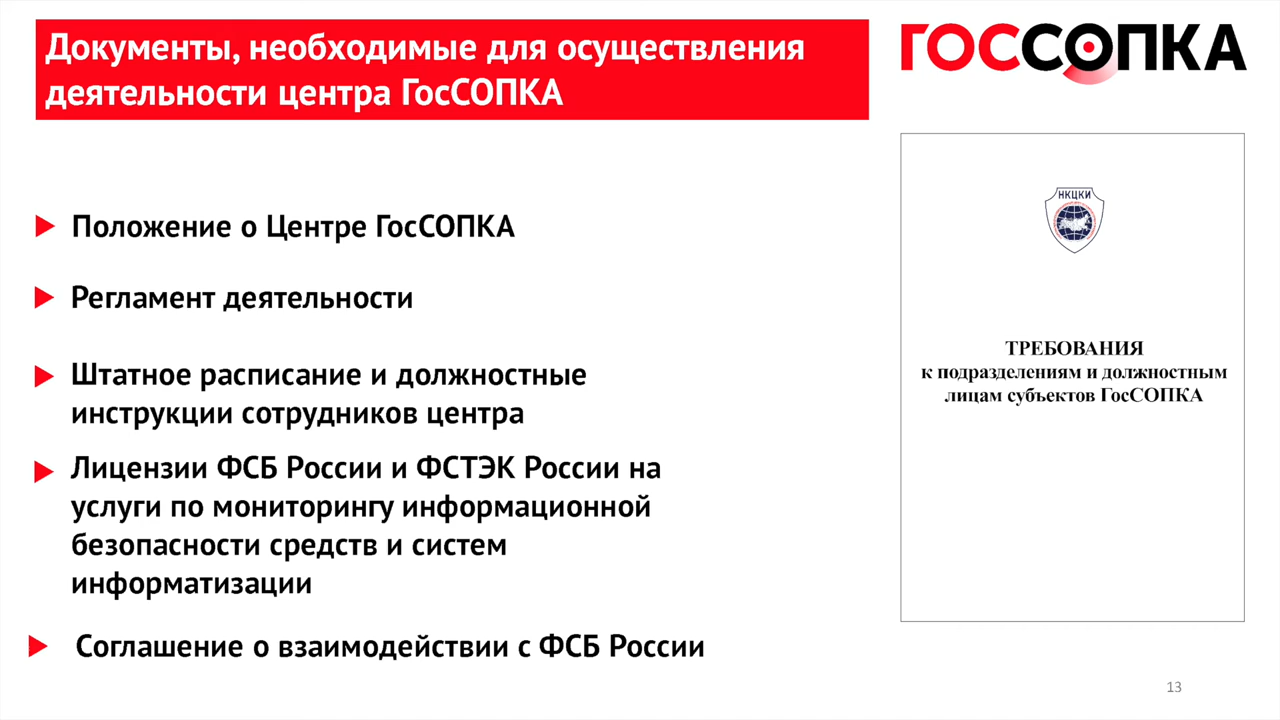 Документы, необходимые для осуществления
деятельности центра ГосСОПКА
ГОССОПКА
Положение о Центре ГосСОПКА
Регламент деятельности
Штатное расписание и должностные
инструкции сотрудников центра
Лицензии ФСБ России и ФСТЭК России на
услуги по мониторингу информационной
безопасности средств и систем
информатизации
Соглашение о взаимодействии с ФСБ России
НКЦКИ
ТРЕБОВАНИЯ
к подразделениям и должностным
лицам субъектов ГосСОПКА
13